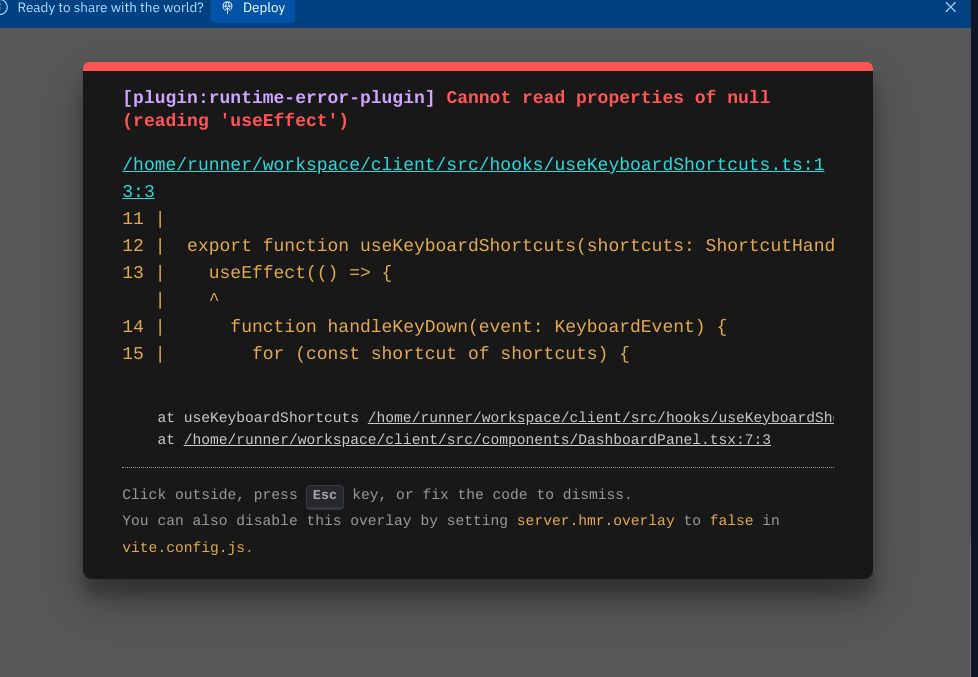 Ready to share with the world? Deploy
[plugin:runtime-error-plugin] Cannot read properties of null
(reading 'useEffect')
/home/runner/workspace/client/src/hooks/useKeyboardShortcuts.ts:1
3:3
11 |
12 |  export function useKeyboardShortcuts(shortcuts: ShortcutHand
13 |    useEffect(() => {
   |    ^
14 |      function handleKeyDown(event: KeyboardEvent) {
15 |        for (const shortcut of shortcuts) {
at useKeyboardShortcuts /home/runner/workspace/client/src/hooks/useKeyboardSh
at /home/runner/workspace/client/src/components/DashboardPanel.tsx:7:3
Click outside, press Esc key, or fix the code to dismiss.
You can also disable this overlay by setting server.hmr.overlay to false in
vite.config.js.